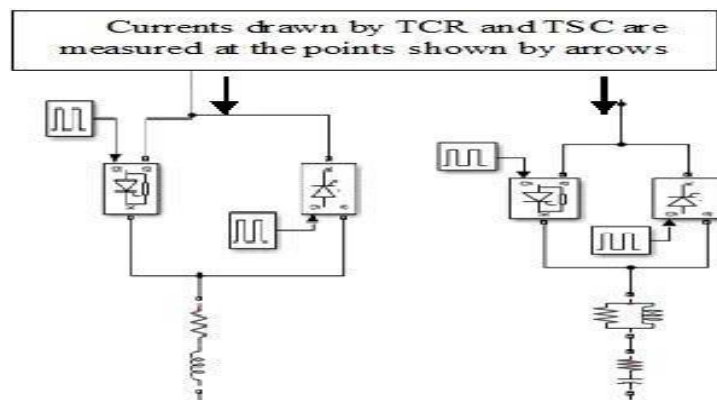 Currents drawn by TCR and TSC are
measured at the points shown by arrows